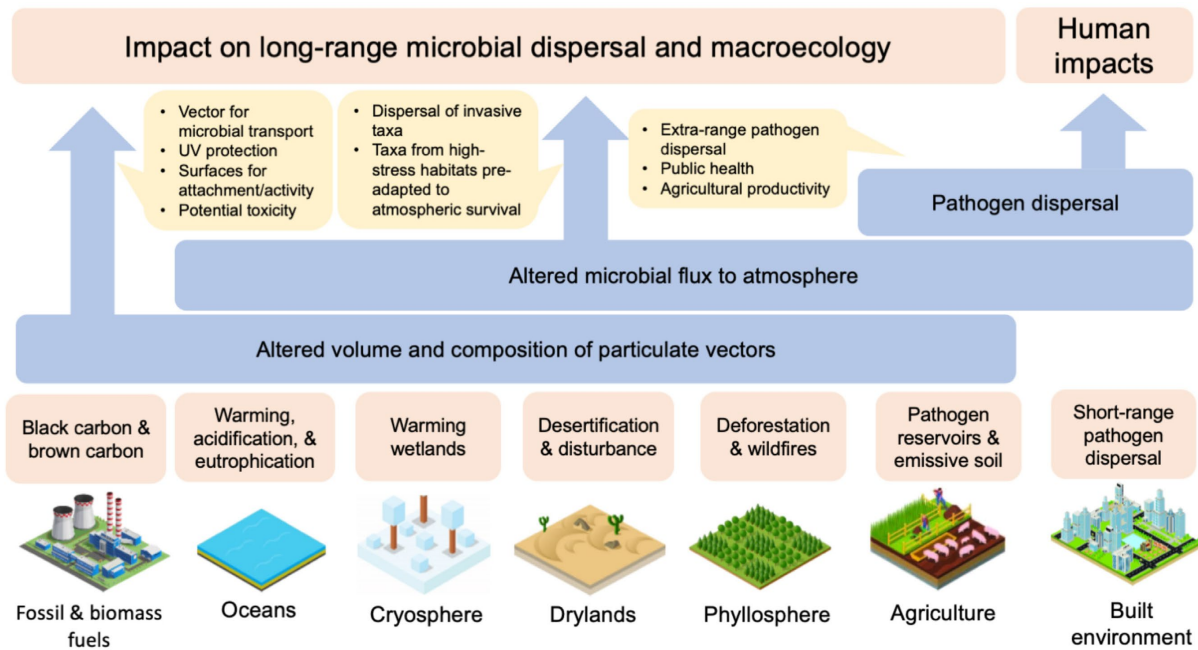 Impact on long-range microbial dispersal and macroecology
Human
impacts
• Vector for
microbial transport
• UV protection
• Surfaces for
attachment/activity
• Potential toxicity
• Dispersal of invasive
taxa
• Taxa from high-
stress habitats pre-
adapted to
atmospheric survival
• Extra-range pathogen
dispersal
• Public health
• Agricultural productivity
Pathogen dispersal
Altered microbial flux to atmosphere
Altered volume and composition of particulate vectors
Black carbon &
brown carbon
Warming,
acidification, &
eutrophication
Warming
wetlands
Desertification
& disturbance
Deforestation
& wildfires
Pathogen
reservoirs &
emissive soil
Short-range
pathogen
dispersal
Fossil & biomass
fuels
Oceans
Cryosphere
Drylands
Phyllosphere
Agriculture
Built
environment